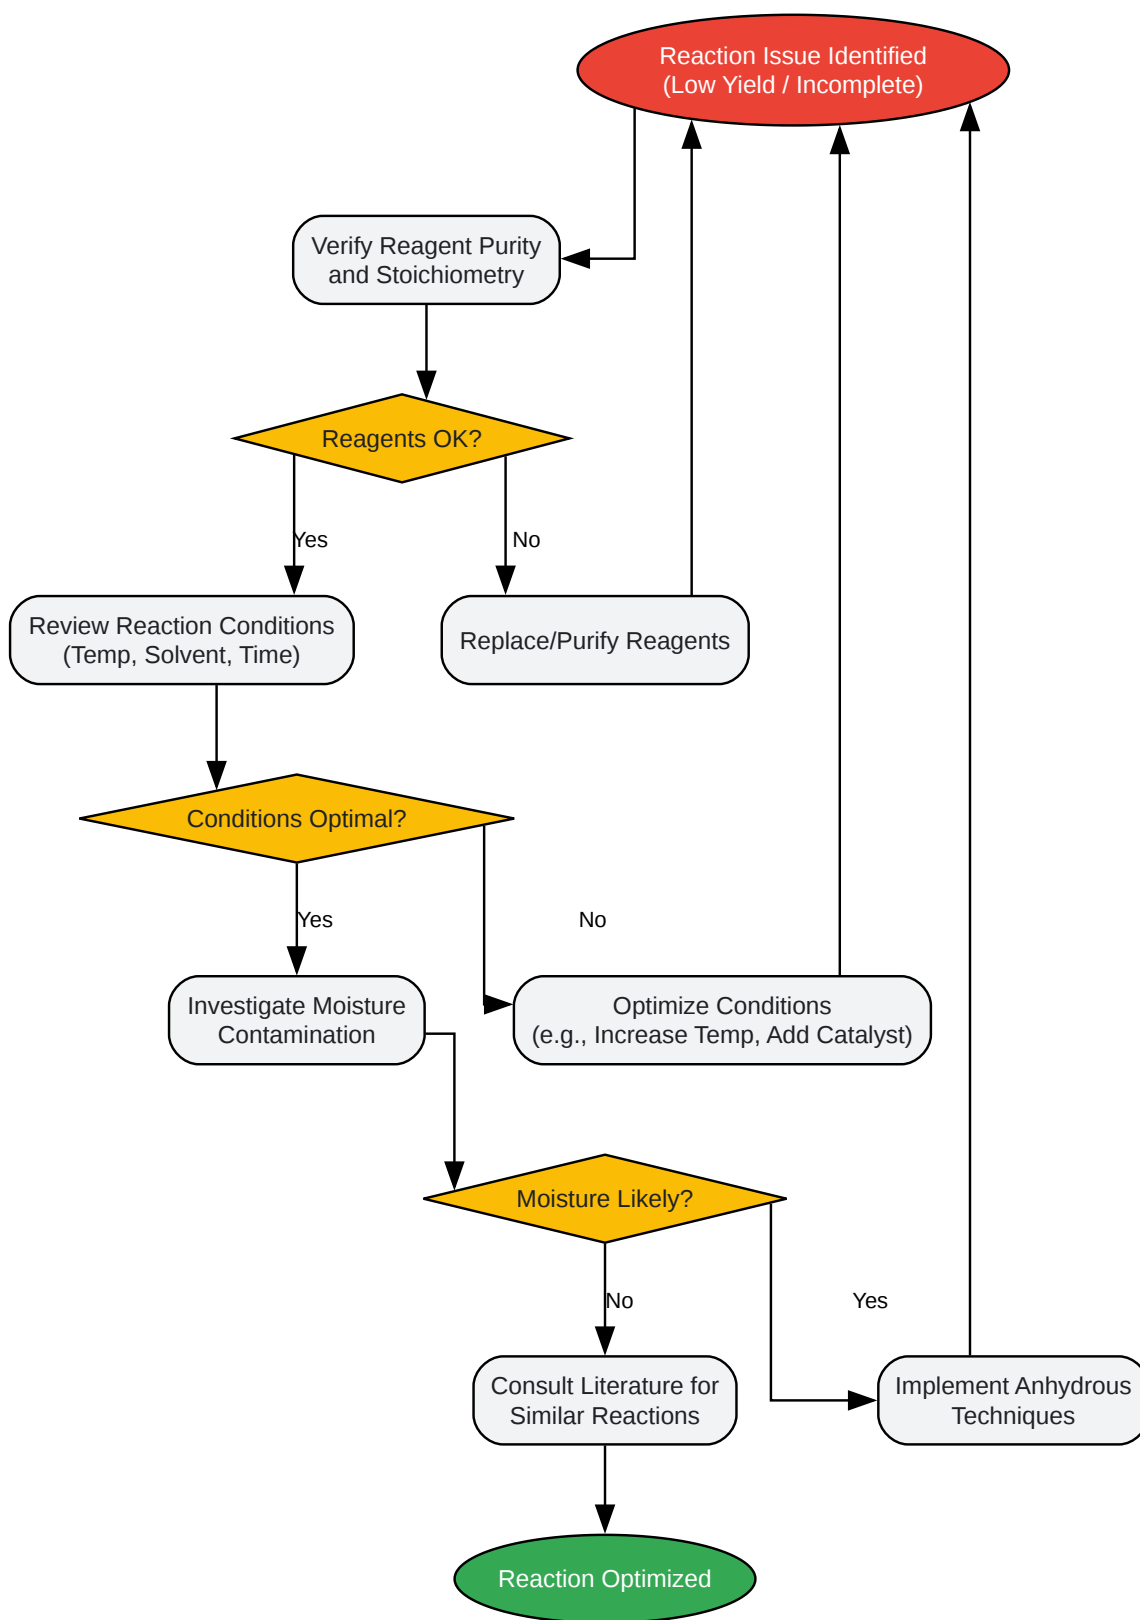 Reaction Issue Identified
(Low Yield / Incomplete)
Verify Reagent Purity
and Stoichiometry
Reagents OK?
Yes
No
Review Reaction Conditions
(Temp, Solvent, Time)
Replace/Purify Reagents
Conditions Optimal?
Yes
No
Investigate Moisture
Contamination
Optimize Conditions
(e.g., Increase Temp, Add Catalyst)
Moisture Likely?
No
Yes
Consult Literature for
Similar Reactions
Implement Anhydrous
Techniques
Reaction Optimized